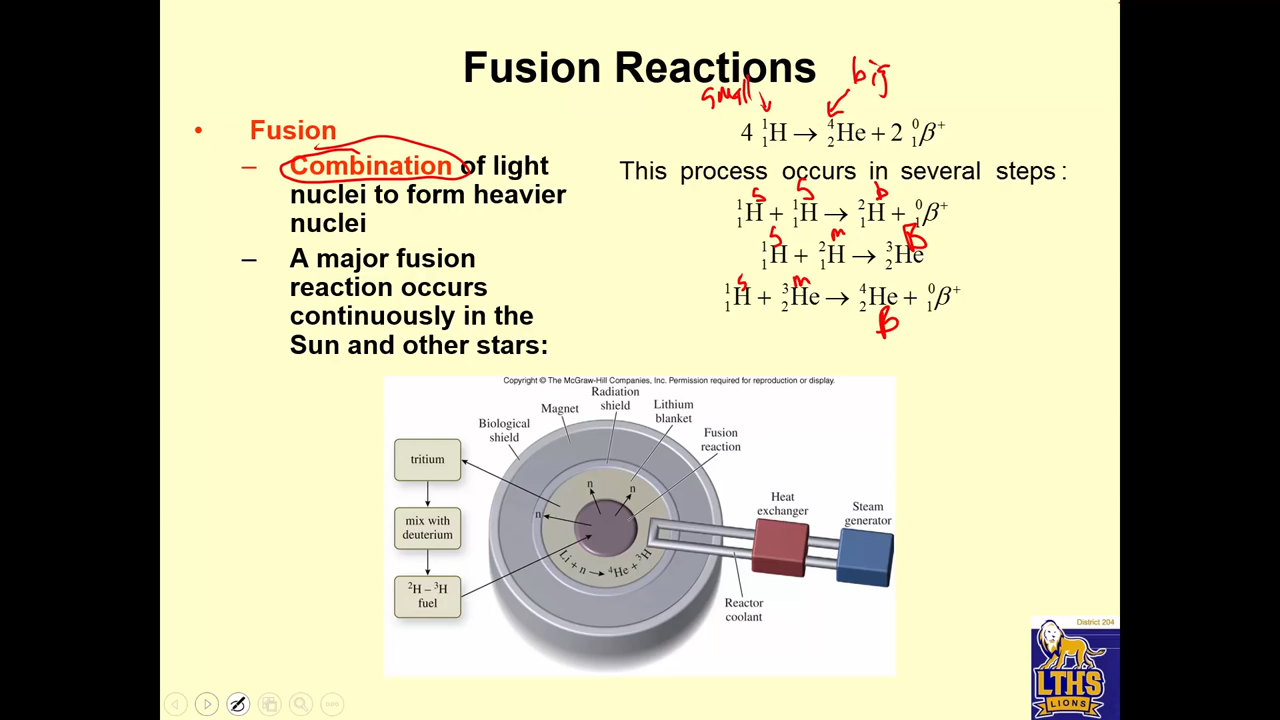 Fusion Reactions
small
big
4 ¹₁H → ⁴₂He + 2 ⁰₁β⁺
• Fusion
– Combination of light
nuclei to form heavier
nuclei
– A major fusion
reaction occurs
continuously in the
Sun and other stars:
This process occurs in several steps:
s s b
¹₁H + ¹₁H → ²₁H + ⁰₁β⁺
s m B
¹₁H + ²₁H → ³₂He
s m
¹₁H + ³₂He → ⁴₂He + ⁰₁β⁺
B
Copyright © The McGraw-Hill Companies, Inc. Permission required for reproduction or display.
Biological
shield
Magnet
Radiation
shield
Lithium
blanket
Fusion
reaction
tritium
mix with
deuterium
²H – ³H
fuel
n
n
n
Li + n → ⁴He + ³H
Heat
exchanger
Steam
generator
Reactor
coolant
District 204
LTHS
LIONS